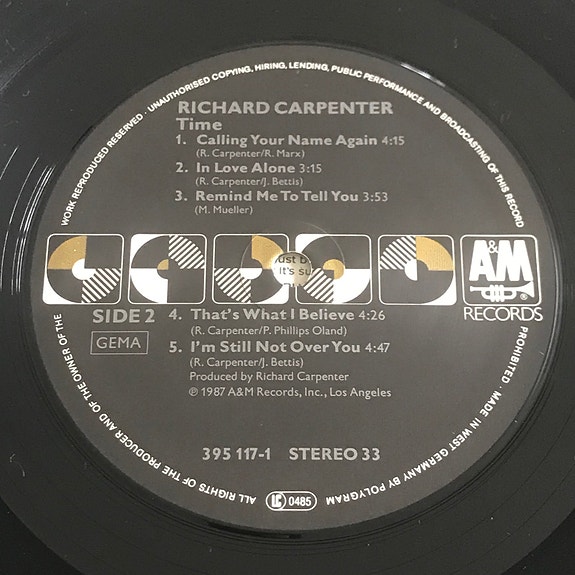 WORK REPRODUCED RESERVED · UNAUTHORISED COPYING, HIRING, LENDING, PUBLIC PERFORMANCE AND BROADCASTING OF THIS RECORD
PROHIBITED · MADE IN WEST GERMANY BY POLYGRAM
ALL RIGHTS OF THE PRODUCER AND OF THE OWNER OF THE
RICHARD CARPENTER
Time
1. Calling Your Name Again 4:15
(R. Carpenter/R. Marx)
2. In Love Alone 3:15
(R. Carpenter/J. Bettis)
3. Remind Me To Tell You 3:53
(M. Mueller)
A&M
®
RECORDS
SIDE 2
GEMA
4. That's What I Believe 4:26
(R. Carpenter/P. Phillips Oland)
5. I'm Still Not Over You 4:47
(R. Carpenter/J. Bettis)
Produced by Richard Carpenter
℗ 1987 A&M Records, Inc., Los Angeles
395 117-1 STEREO 33
LC 0485